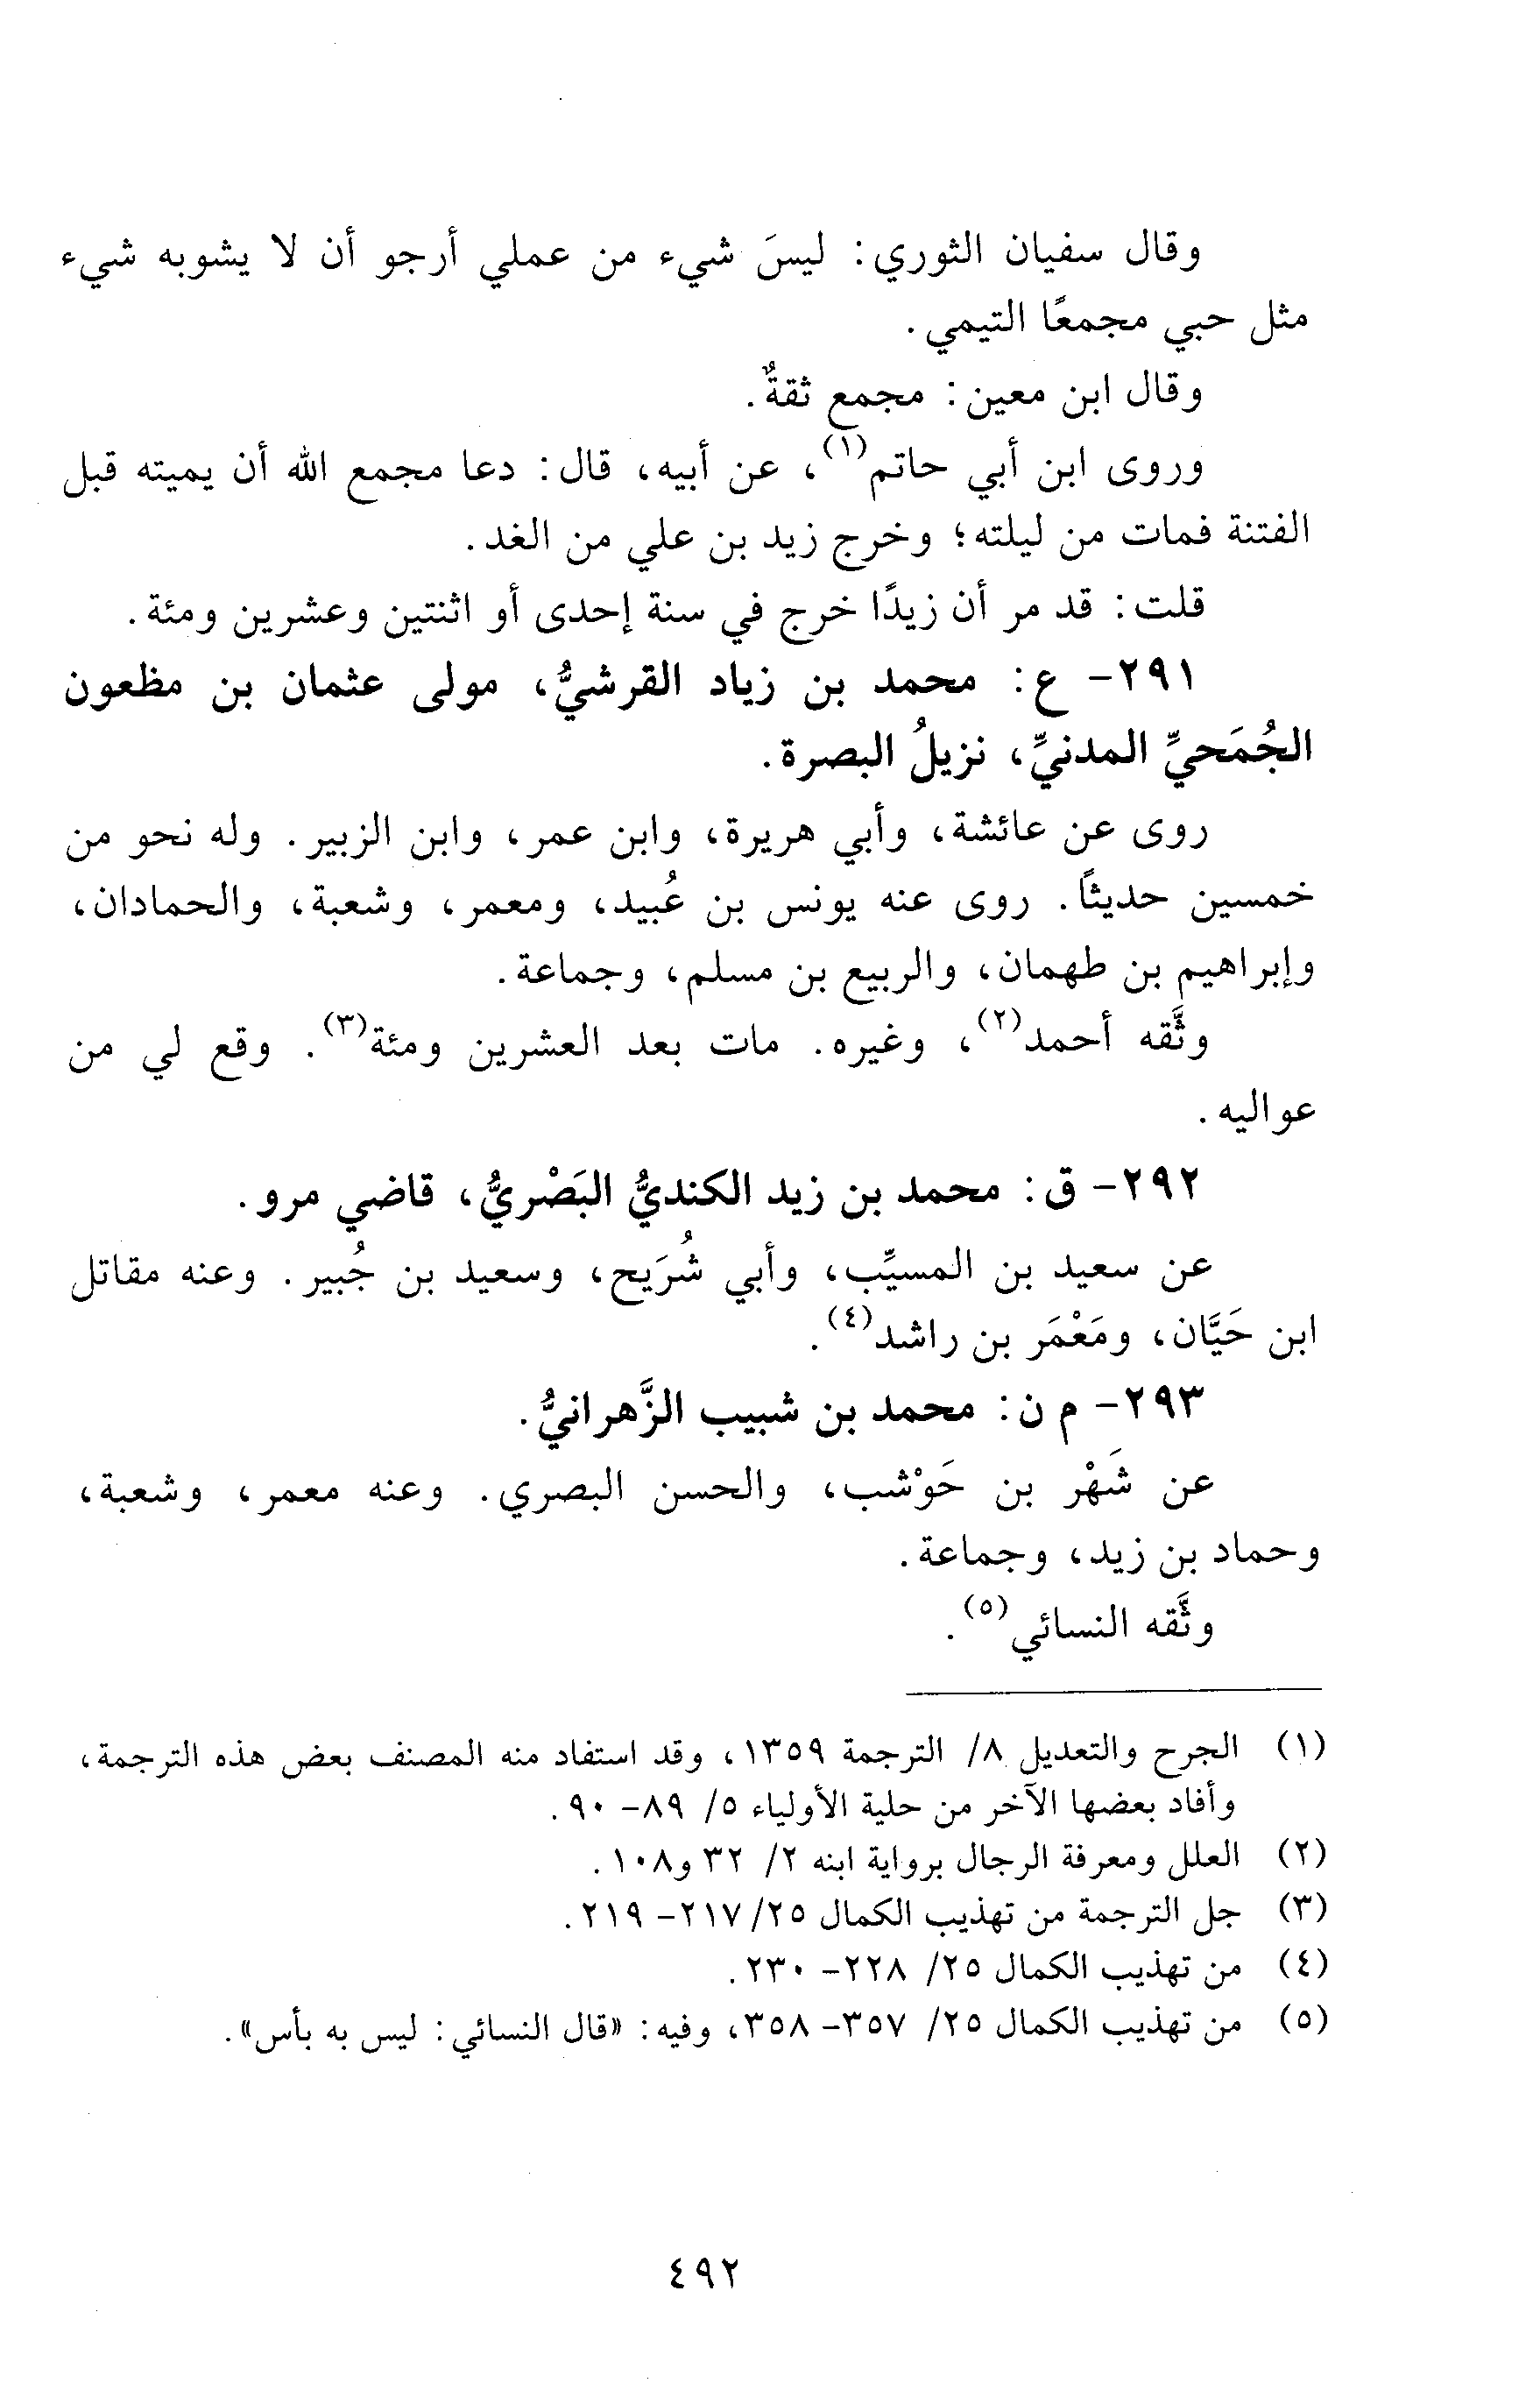 وقال سفيان الثوري: ليسَ شيء من عملي أرجو أن لا يشوبه شيء
مثل حبي مجمعًا التيمي.
وقال ابن معين: مجمع ثقةٌ.
وروى ابن أبي حاتم(١)، عن أبيه، قال: دعا مجمع الله أن يميته قبل
الفتنة فمات من ليلته؛ وخرج زيد بن علي من الغد.
قلت: قد مر أن زيدًا خرج في سنة إحدى أو اثنتين وعشرين ومئة.
٢٩١- ع: محمد بن زياد القرشيُّ، مولى عثمان بن مظعون
الجُمَحيِّ المدنيِّ، نزيلُ البصرة.
روى عن عائشة، وأبي هريرة، وابن عمر، وابن الزبير. وله نحو من
خمسين حديثًا. روى عنه يونس بن عُبيد، ومعمر، وشعبة، والحمادان،
وإبراهيم بن طهمان، والربيع بن مسلم، وجماعة.
وثَّقه أحمد(٢)، وغيره. مات بعد العشرين ومئة(٣). وقع لي من
عواليه.
٢٩٢- ق: محمد بن زيد الكنديُّ البَصْريُّ، قاضي مرو.
عن سعيد بن المسيِّب، وأبي شُرَيح، وسعيد بن جُبير. وعنه مقاتل
ابن حَيَّان، ومَعْمَر بن راشد(٤).
٢٩٣- م ن: محمد بن شبيب الزَّهرانيُّ.
عن شَهْر بن حَوْشب، والحسن البصري. وعنه معمر، وشعبة،
وحماد بن زيد، وجماعة.
وثَّقه النسائي(٥).
(١) الجرح والتعديل ٨/ الترجمة ١٣٥٩، وقد استفاد منه المصنف بعض هذه الترجمة،
وأفاد بعضها الآخر من حلية الأولياء ٥/ ٨٩- ٩٠.
(٢) العلل ومعرفة الرجال برواية ابنه ٢/ ٣٢ و١٠٨.
(٣) جل الترجمة من تهذيب الكمال ٢٥/ ٢١٧- ٢١٩.
(٤) من تهذيب الكمال ٢٥/ ٢٢٨- ٢٣٠.
(٥) من تهذيب الكمال ٢٥/ ٣٥٧- ٣٥٨، وفيه: «قال النسائي: ليس به بأس».
٤٩٢